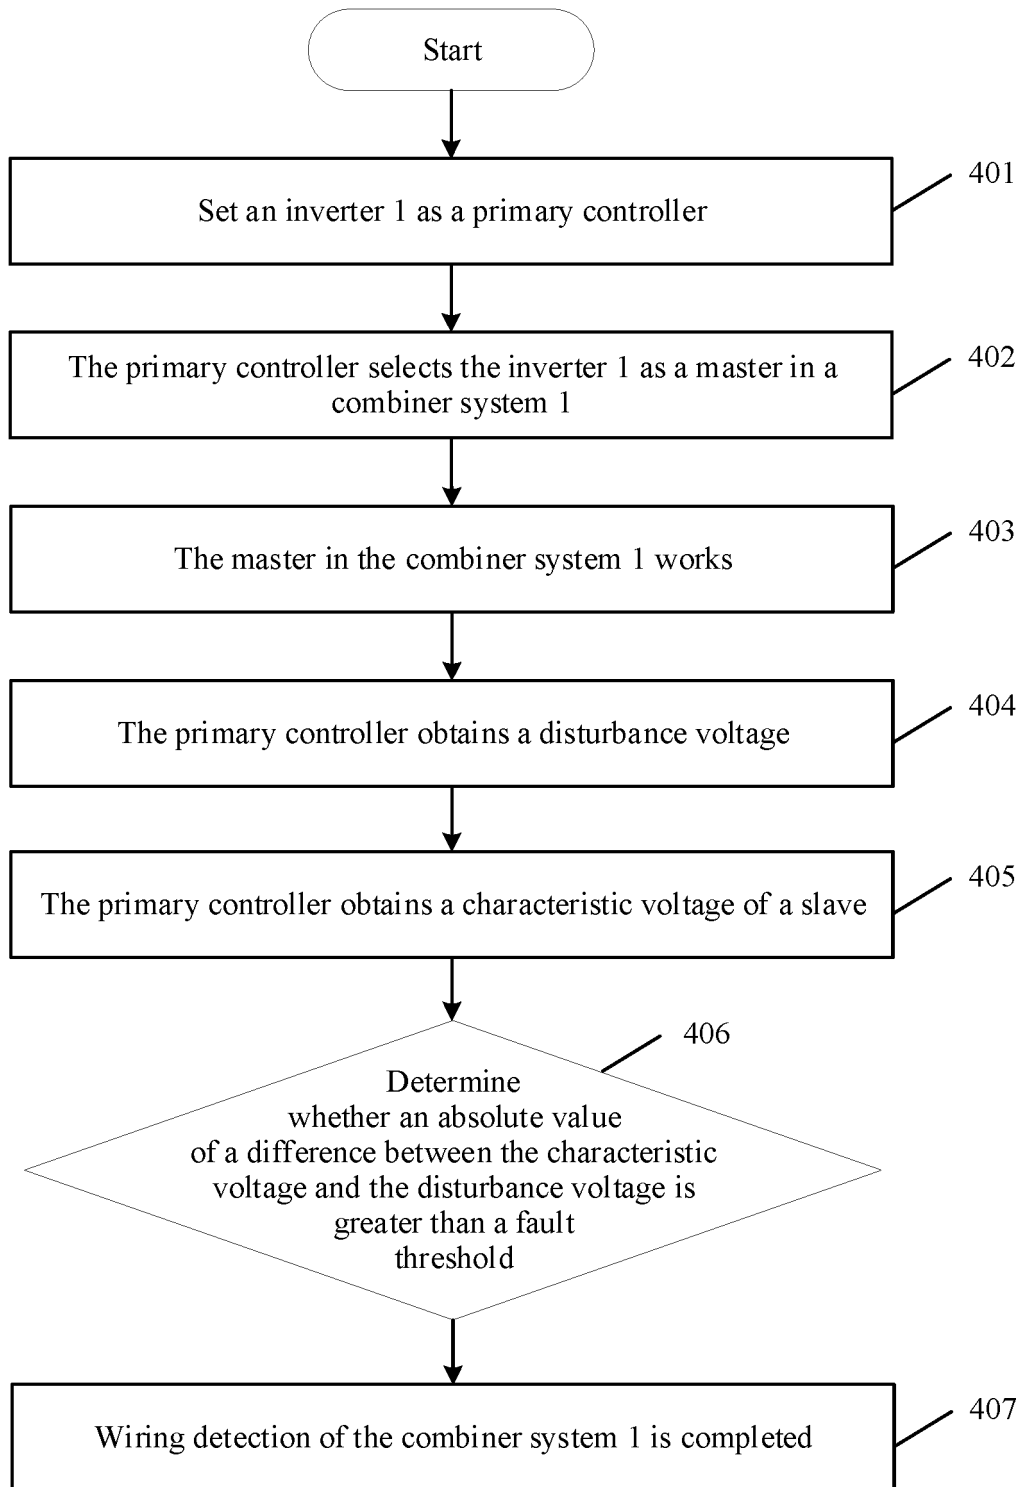 Start
401
Set an inverter 1 as a primary controller
402
The primary controller selects the inverter 1 as a master in a
combiner system 1
403
The master in the combiner system 1 works
404
The primary controller obtains a disturbance voltage
405
The primary controller obtains a characteristic voltage of a slave
406
Determine
whether an absolute value
of a difference between the characteristic
voltage and the disturbance voltage is
greater than a fault
threshold
407
Wiring detection of the combiner system 1 is completed